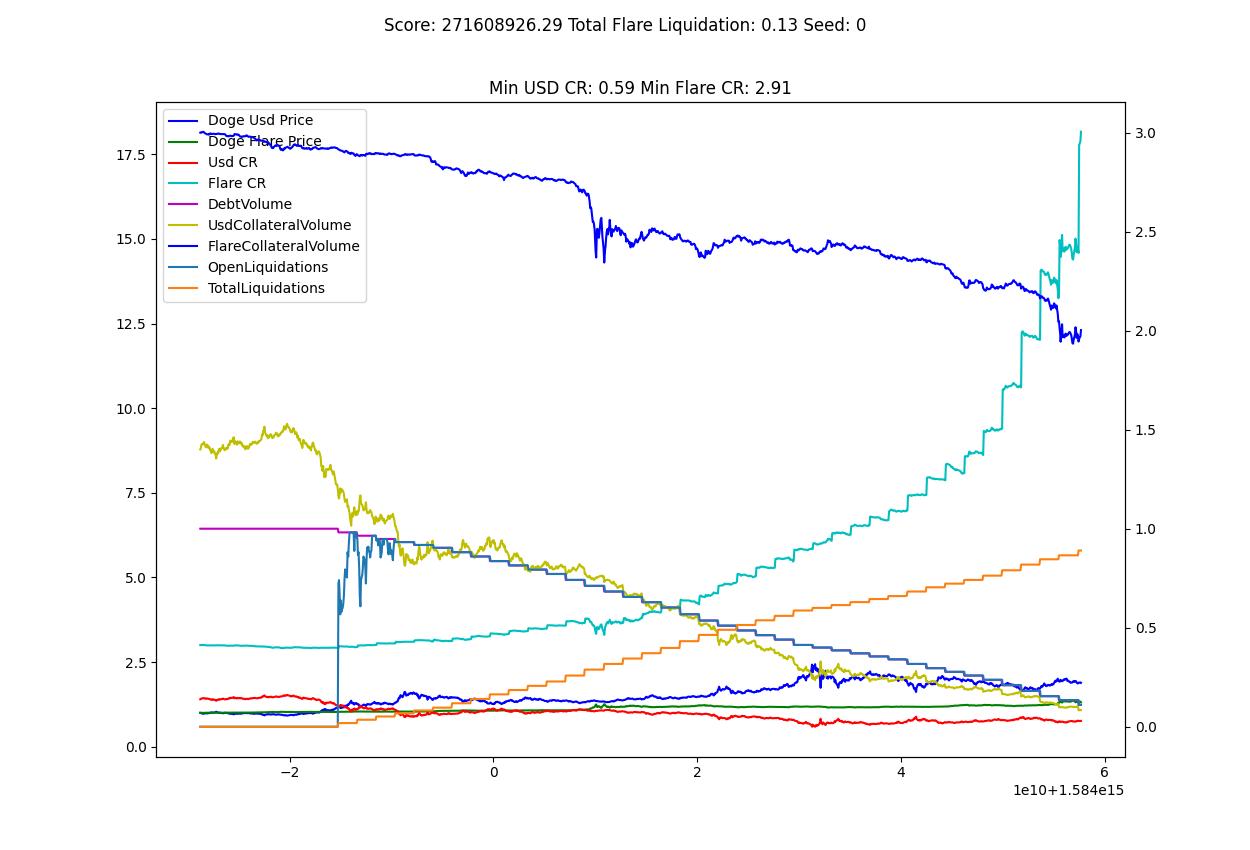 Score: 271608926.29 Total Flare Liquidation: 0.13 Seed: 0
Min USD CR: 0.59 Min Flare CR: 2.91
Doge Usd Price
Doge Flare Price
Usd CR
Flare CR
DebtVolume
UsdCollateralVolume
FlareCollateralVolume
OpenLiquidations
TotalLiquidations
17.5
15.0
12.5
10.0
7.5
5.0
2.5
0.0
3.0
2.5
2.0
1.5
1.0
0.5
0.0
−2
0
2
4
6
1e10+1.584e15